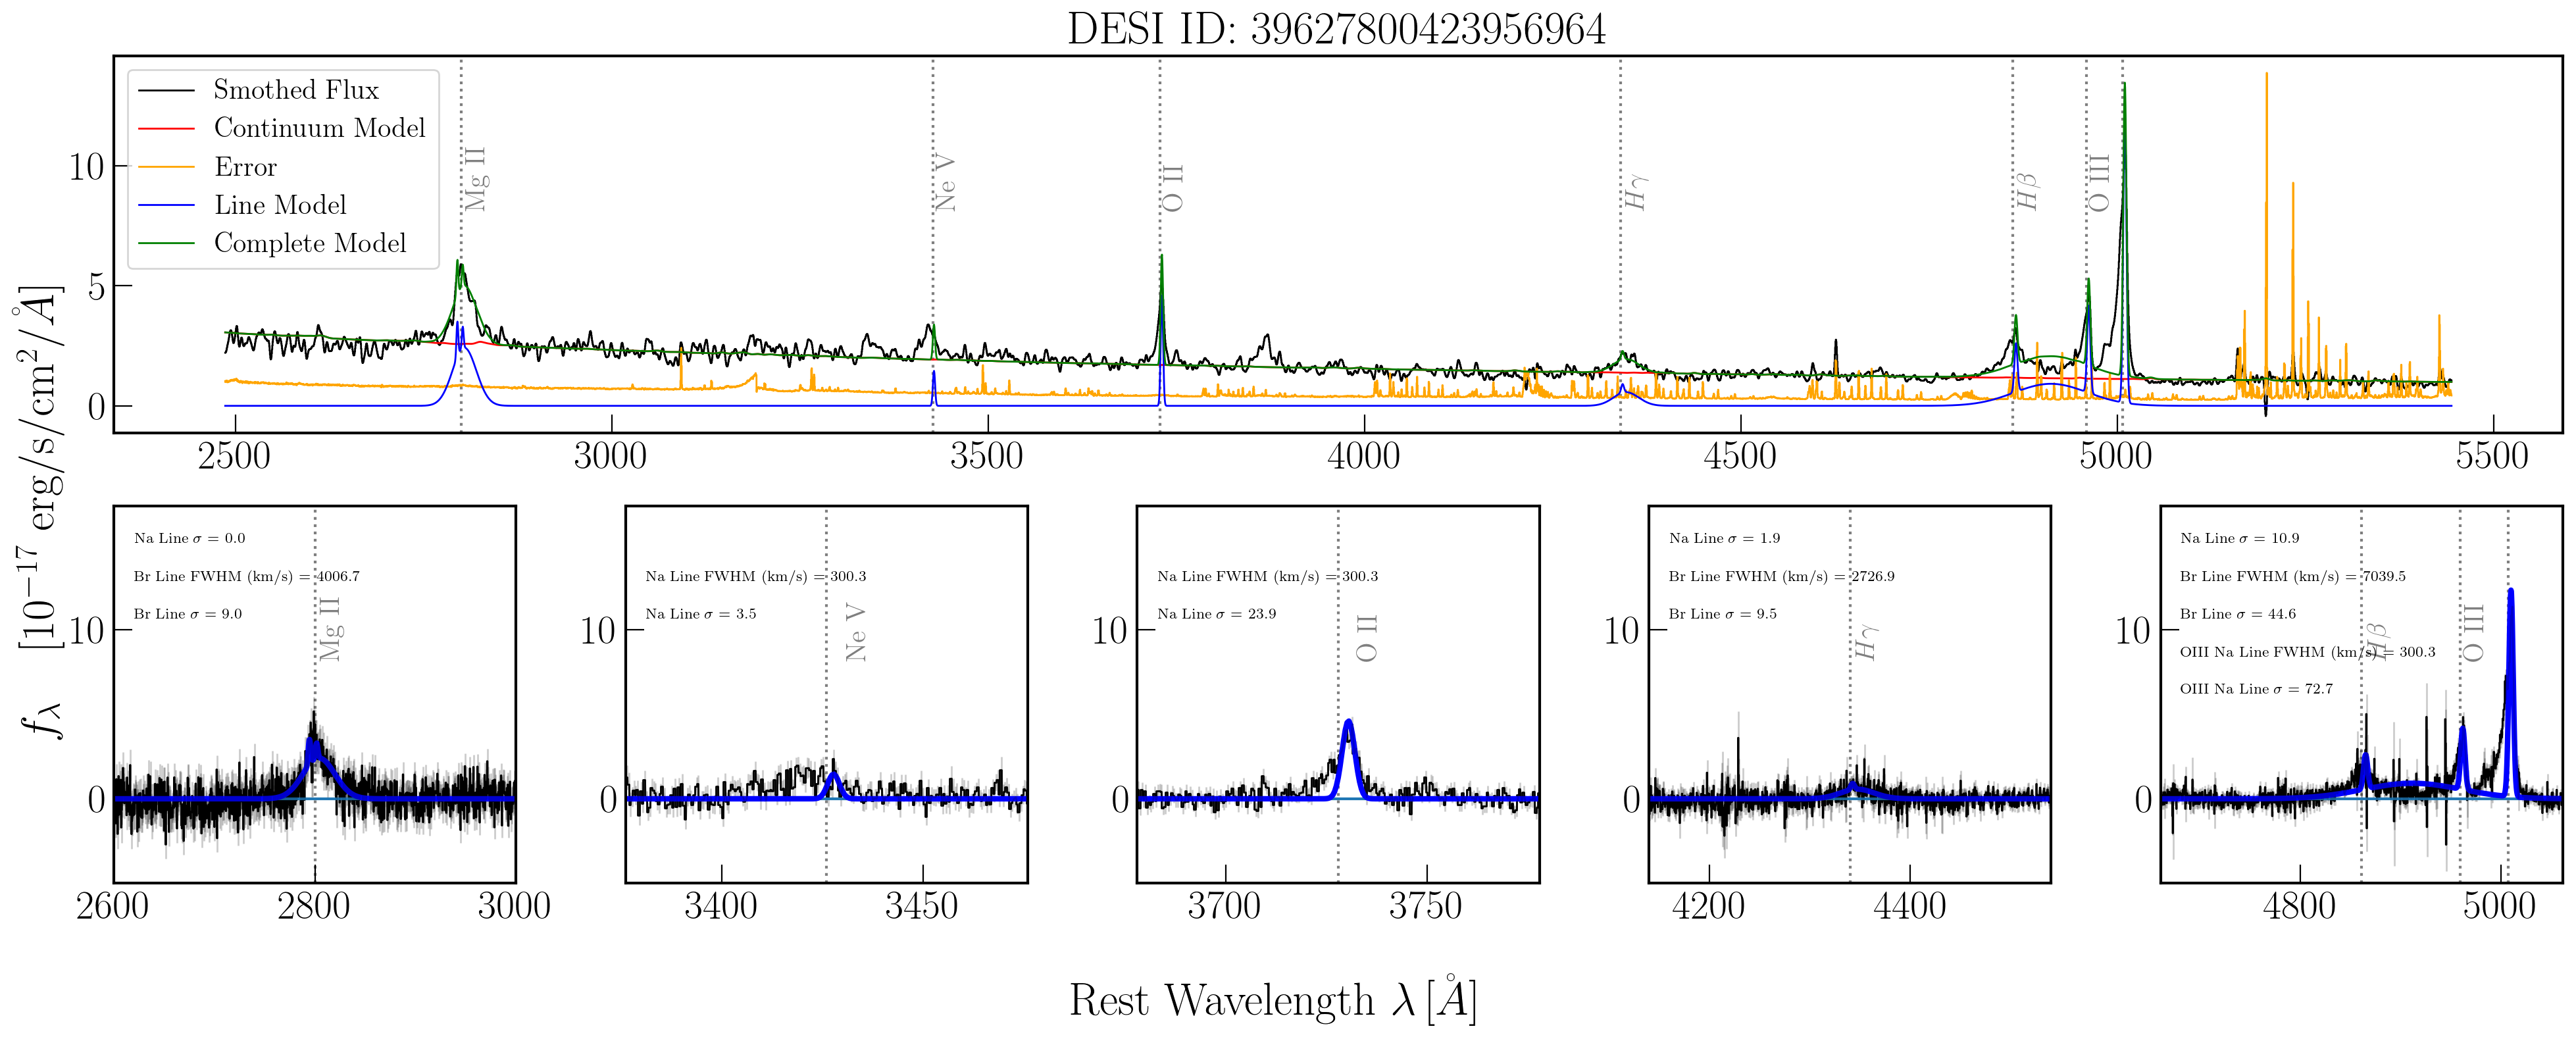 DESI ID: 39627800423956964
Smothed Flux
Continuum Model
Error
Line Model
Complete Model
Mg II
Ne V
O II
Hγ
Hβ
O III
10
5
0
2500 3000 3500 4000 4500 5000 5500
f_λ [10^−17 erg/s/cm^2/Å]
Na Line σ = 0.0
Br Line FWHM (km/s) = 4006.7
Br Line σ = 9.0
Mg II
10
0
2600 2800 3000
Na Line FWHM (km/s) = 300.3
Na Line σ = 3.5
Ne V
10
0
3400 3450
Na Line FWHM (km/s) = 300.3
Na Line σ = 23.9
O II
10
0
3700 3750
Na Line σ = 1.9
Br Line FWHM (km/s) = 2726.9
Br Line σ = 9.5
Hγ
10
0
4200 4400
Na Line σ = 10.9
Br Line FWHM (km/s) = 7039.5
Br Line σ = 44.6
OIII Na Line FWHM (km/s) = 300.3
OIII Na Line σ = 72.7
Hβ
O III
10
0
4800 5000
Rest Wavelength λ [Å]